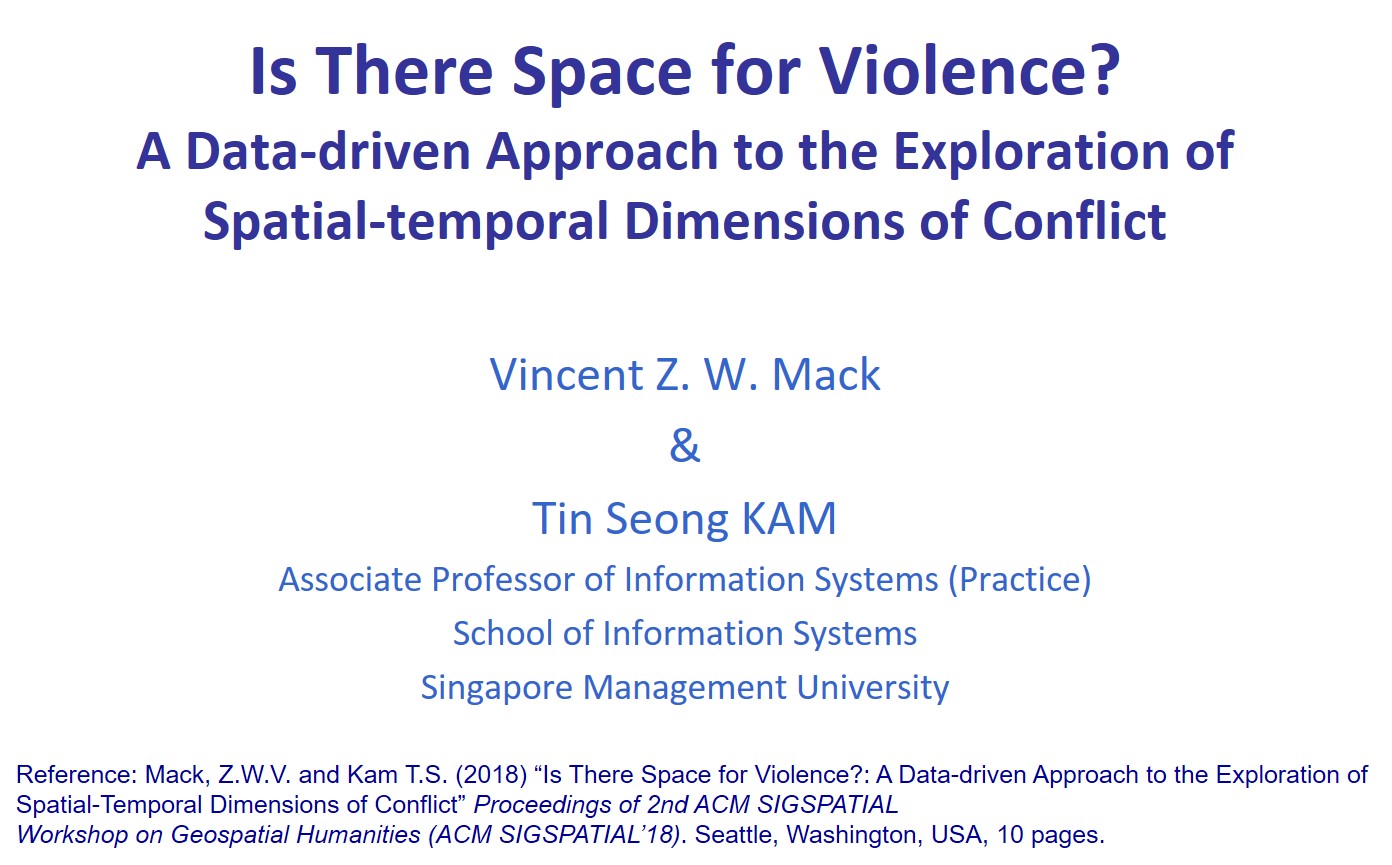 Is There Space for Violence?
A Data-driven Approach to the Exploration of
Spatial-temporal Dimensions of Conflict
Vincent Z. W. Mack
&
Tin Seong KAM
Associate Professor of Information Systems (Practice)
School of Information Systems
Singapore Management University
Reference: Mack, Z.W.V. and Kam T.S. (2018) “Is There Space for Violence?: A Data-driven Approach to the Exploration of
Spatial-Temporal Dimensions of Conflict” Proceedings of 2nd ACM SIGSPATIAL
Workshop on Geospatial Humanities (ACM SIGSPATIAL’18). Seattle, Washington, USA, 10 pages.